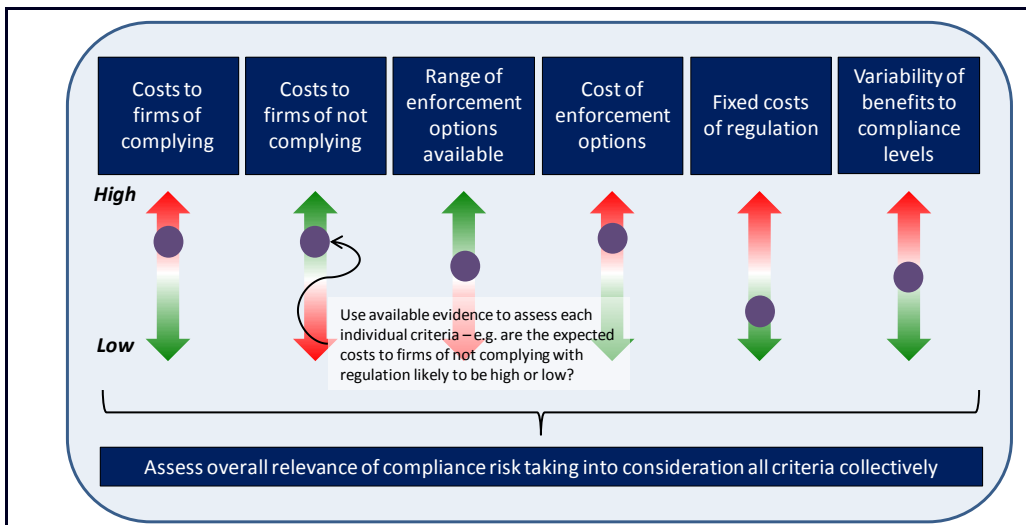 Costs to
firms of
complying
Costs to
firms of not
complying
Range of
enforcement
options
available
Cost of
enforcement
options
Fixed costs
of regulation
Variability of
benefits to
compliance
levels
High
Low
Use available evidence to assess each
individual criteria – e.g. are the expected
costs to firms of not complying with
regulation likely to be high or low?
Assess overall relevance of compliance risk taking into consideration all criteria collectively